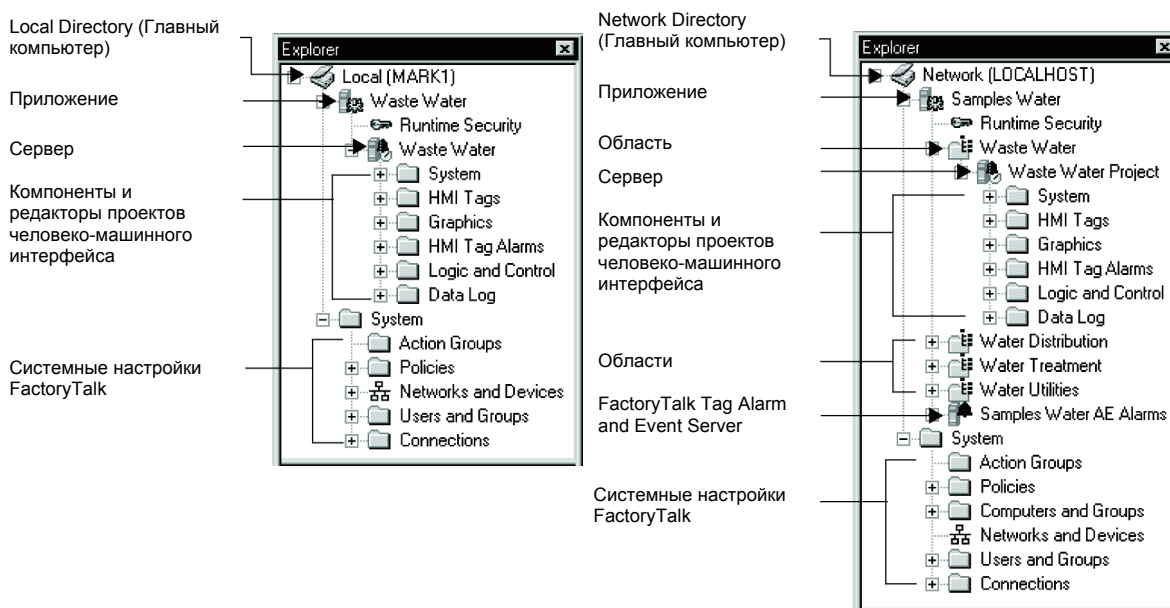 Local Directory (Главный
компьютер)
Приложение
Сервер
Компоненты и
редакторы проектов
человеко-машинного
интерфейса
Системные настройки
FactoryTalk
Explorer
Local (MARK1)
Waste Water
Runtime Security
Waste Water
System
HMI Tags
Graphics
HMI Tag Alarms
Logic and Control
Data Log
System
Action Groups
Policies
Networks and Devices
Users and Groups
Connections
Network Directory
(Главный компьютер)
Приложение
Область
Сервер
Компоненты и
редакторы проектов
человеко-машинного
интерфейса
Области
FactoryTalk Tag Alarm
and Event Server
Системные настройки
FactoryTalk
Explorer
Network (LOCALHOST)
Samples Water
Runtime Security
Waste Water
Waste Water Project
System
HMI Tags
Graphics
HMI Tag Alarms
Logic and Control
Data Log
Water Distribution
Water Treatment
Water Utilities
Samples Water AE Alarms
System
Action Groups
Policies
Computers and Groups
Networks and Devices
Users and Groups
Connections